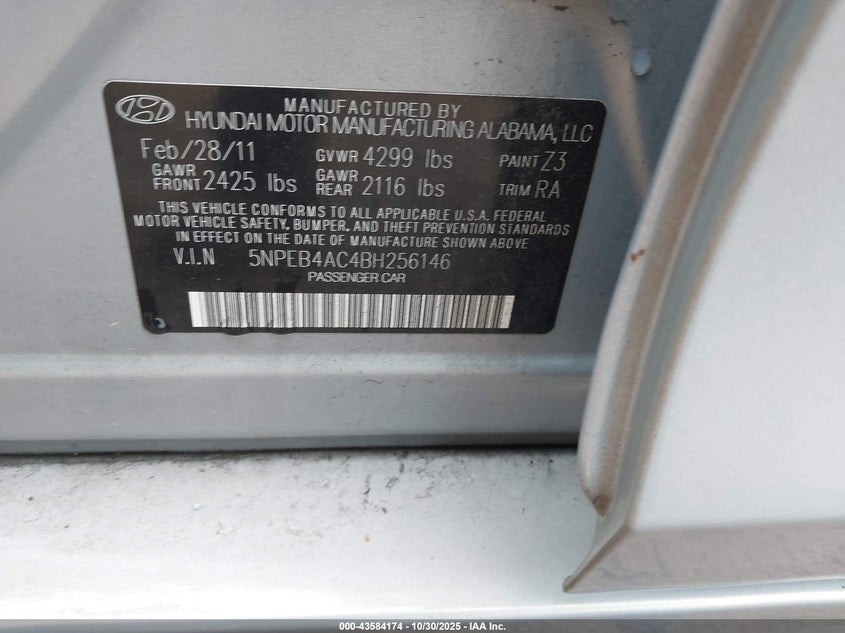 MANUFACTURED BY
HYUNDAI MOTOR MANUFACTURING ALABAMA, LLC
Feb/28/11 GVWR 4299 lbs PAINT Z3
GAWR FRONT 2425 lbs GAWR REAR 2116 lbs TRIM RA
THIS VEHICLE CONFORMS TO ALL APPLICABLE U.S.A. FEDERAL
MOTOR VEHICLE SAFETY, BUMPER, AND THEFT PREVENTION STANDARDS
IN EFFECT ON THE DATE OF MANUFACTURE SHOWN ABOVE
V.I.N 5NPEB4AC4BH256146
PASSENGER CAR
000-43584174 - 10/30/2025 - IAA Inc.